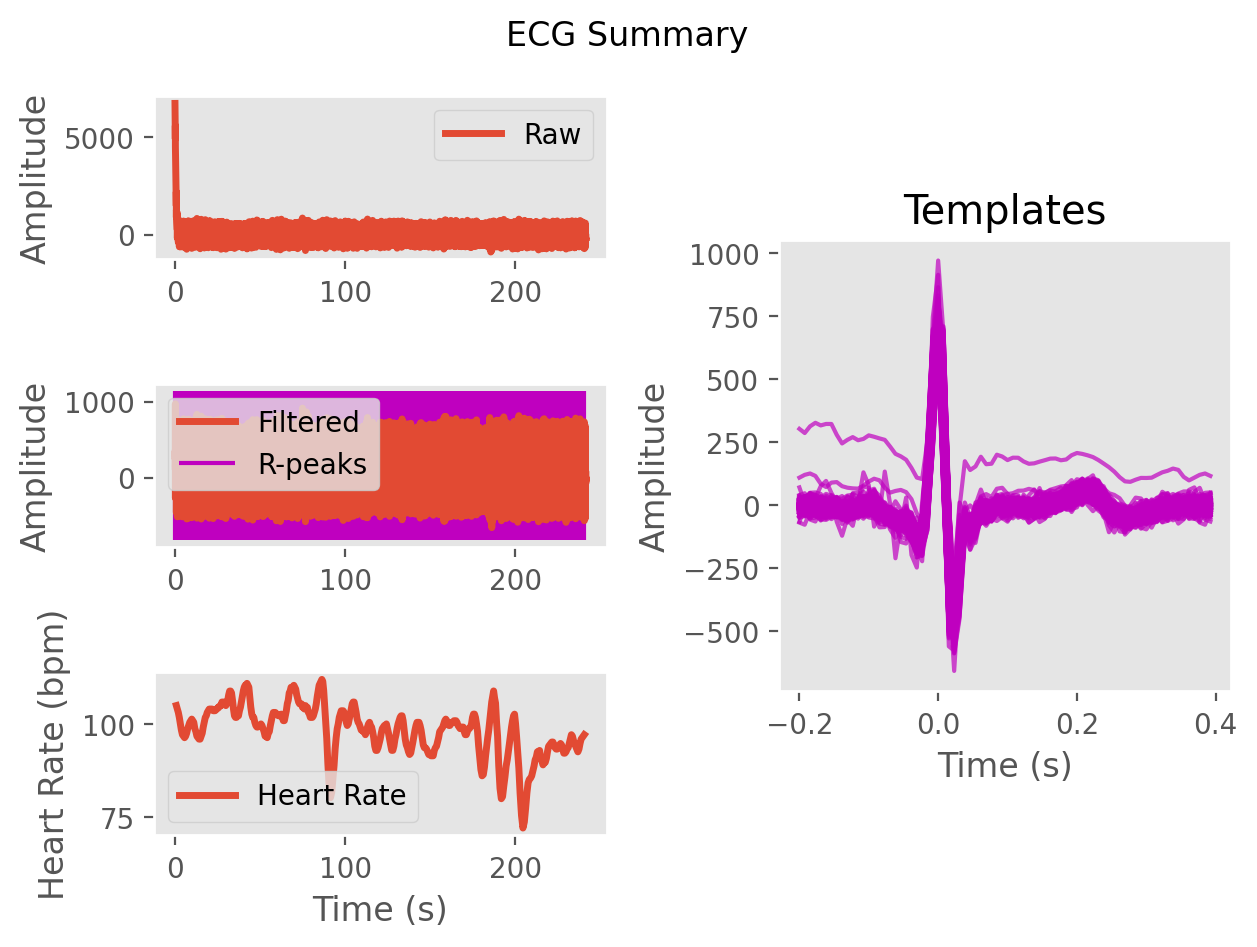 ECG Summary
Amplitude
5000
0
Raw
0 100 200
Amplitude
1000
0
Filtered
R-peaks
0 100 200
Heart Rate (bpm)
100
75
Heart Rate
0 100 200
Time (s)
Templates
Amplitude
1000
750
500
250
0
−250
−500
−0.2 0.0 0.2 0.4
Time (s)